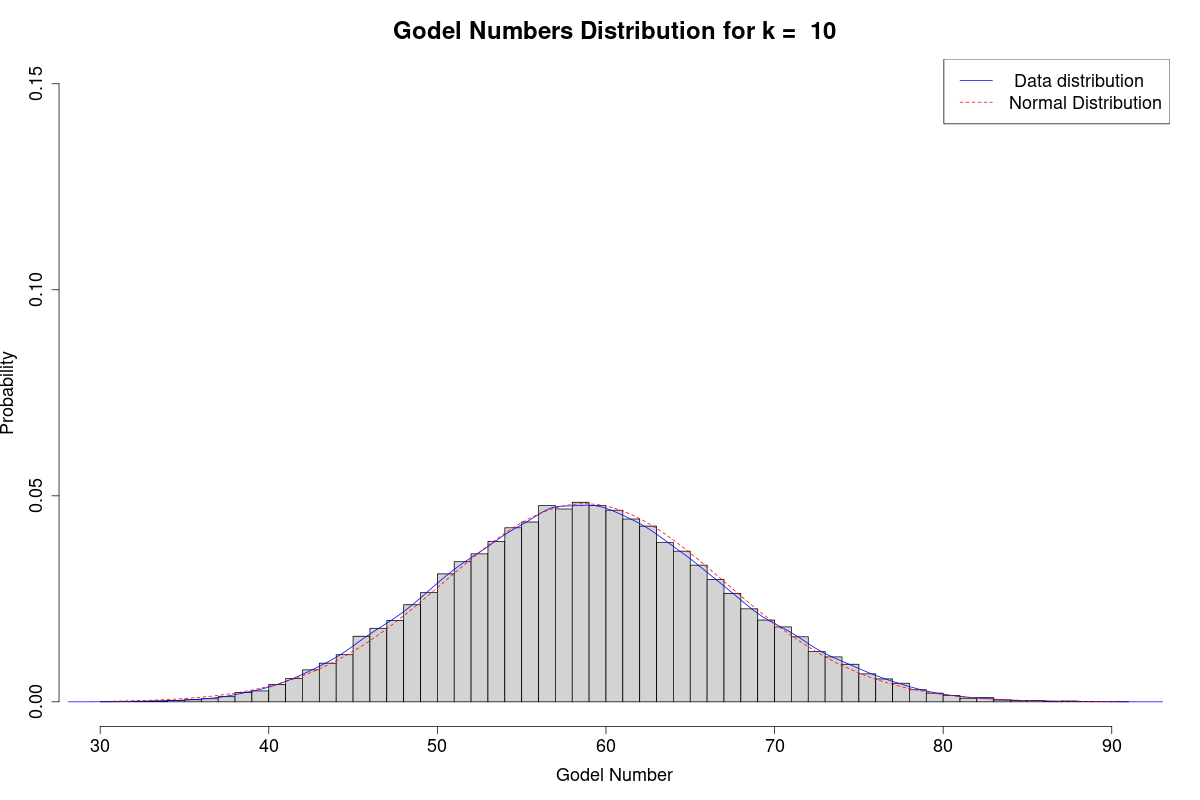 Godel Numbers Distribution for k =  10
Data distribution
Normal Distribution
Probability
0.15
0.10
0.05
0.00
30 40 50 60 70 80 90
Godel Number